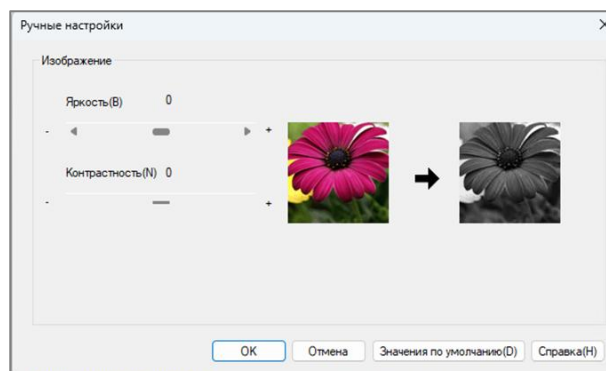 Ручные настройки
Изображение
Яркость(B) 0
- +
Контрастность(N) 0
- +
OK Отмена Значения по умолчанию(D) Справка(H)